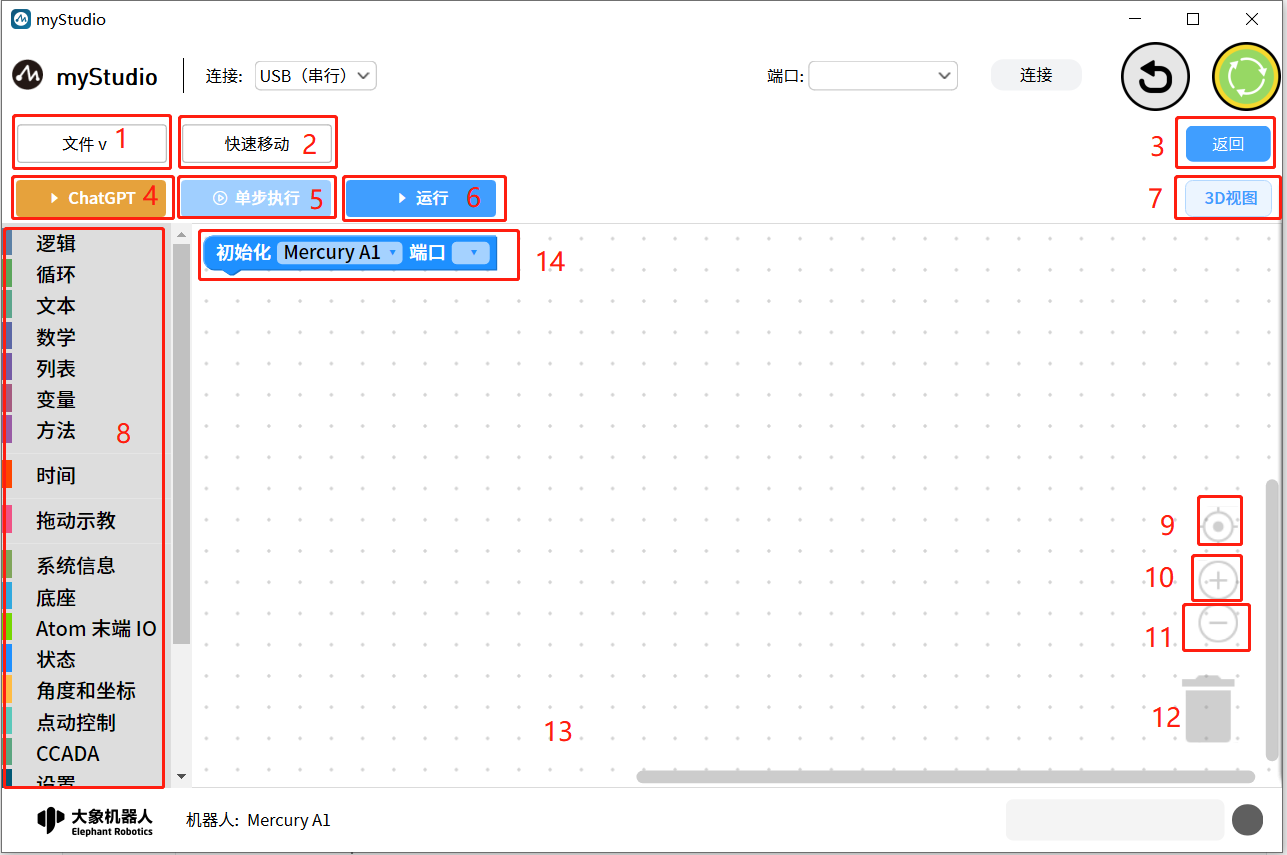 myStudio
myStudio 连接: USB（串行） 端口: 连接
文件 v 1 快速移动 2 3 返回
ChatGPT 4 单步执行 5 运行 6 7 3D视图
初始化 Mercury A1 端口 14
逻辑
循环
文本
数学
列表
变量
方法 8
时间
拖动示教
9
系统信息
10
底座
Atom 末端 IO 11
状态
角度和坐标
点动控制 12
13
CCADA
设置
大象机器人
Elephant Robotics
机器人: Mercury A1